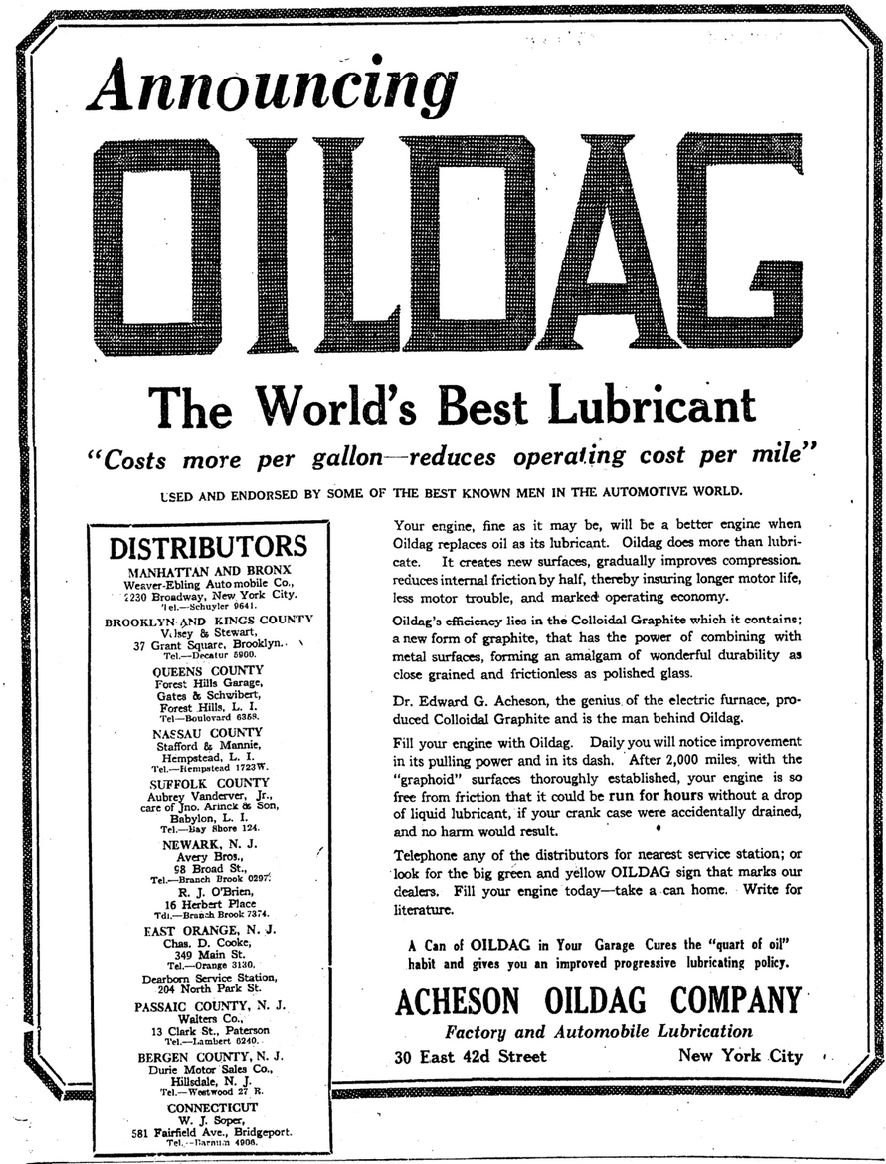 Announcing
OILDAG
The World's Best Lubricant
"Costs more per gallon—reduces operating cost per mile"
USED AND ENDORSED BY SOME OF THE BEST KNOWN MEN IN THE AUTOMOTIVE WORLD.
DISTRIBUTORS
MANHATTAN AND BRONX
Weaver-Ebling Automobile Co.,
2230 Broadway, New York City.
Tel.—Schuyler 9641.
BROOKLYN AND KINGS COUNTY
& Stewart,
37 Grant Square, Brooklyn.
Tel.—Decatur 5900.
QUEENS COUNTY
Forest Hills Garage,
Gates & Schwibert,
Forest Hills, L. I.
Tel—Boulovard 6359.
NASSAU COUNTY
Stafford & Mannie,
Hempstead, L. I.
Tel.—Hempstead 1723W.
SUFFOLK COUNTY
Aubrey Vanderver, Jr.,
care of Jno. Arinck & Son,
Babylon, L. I.
Tel.—Bay Shore 124.
NEWARK, N. J.
Avery Bros.,
98 Broad St.,
Tel.—Branch Brook 0297.
R. J. O'Brien,
16 Herbert Place
Tel.—Branch Brook 7374.
EAST ORANGE, N. J.
Chas. D. Cooke,
349 Main St.
Tel.—Orange 3130.
Dearborn Service Station,
204 North Park St.
PASSAIC COUNTY, N. J.
Walters Co.,
13 Clark St., Paterson
Tel.—Lambert 6240.
BERGEN COUNTY, N. J.
Durie Motor Sales Co.,
Hillsdale, N. J.
Tel.—Westwood 27 R.
CONNECTICUT
W. J. Soper,
581 Fairfield Ave., Bridgeport.
Tel.—Barnum 4906.
Your engine, fine as it may be, will be a better engine when
Oildag replaces oil as its lubricant. Oildag does more than lubri-
cate. It creates new surfaces, gradually improves compression.
reduces internal friction by half, thereby insuring longer motor life,
less motor trouble, and marked operating economy.
Oildag's efficiency lies in the Colloidal Graphite which it contains;
a new form of graphite, that has the power of combining with
metal surfaces, forming an amalgam of wonderful durability as
close grained and frictionless as polished glass.
Dr. Edward G. Acheson, the genius of the electric furnace, pro-
duced Colloidal Graphite and is the man behind Oildag.
Fill your engine with Oildag. Daily you will notice improvement
in its pulling power and in its dash. After 2,000 miles, with the
"graphoid" surfaces thoroughly established, your engine is so
free from friction that it could be run for hours without a drop
of liquid lubricant, if your crank case were accidentally drained,
and no harm would result.
Telephone any of the distributors for nearest service station; or
look for the big green and yellow OILDAG sign that marks our
dealers. Fill your engine today—take a can home. Write for
literature.
A Can of OILDAG in Your Garage Cures the "quart of oil"
habit and gives you an improved progressive lubricating policy.
ACHESON OILDAG COMPANY
Factory and Automobile Lubrication
30 East 42d Street New York City